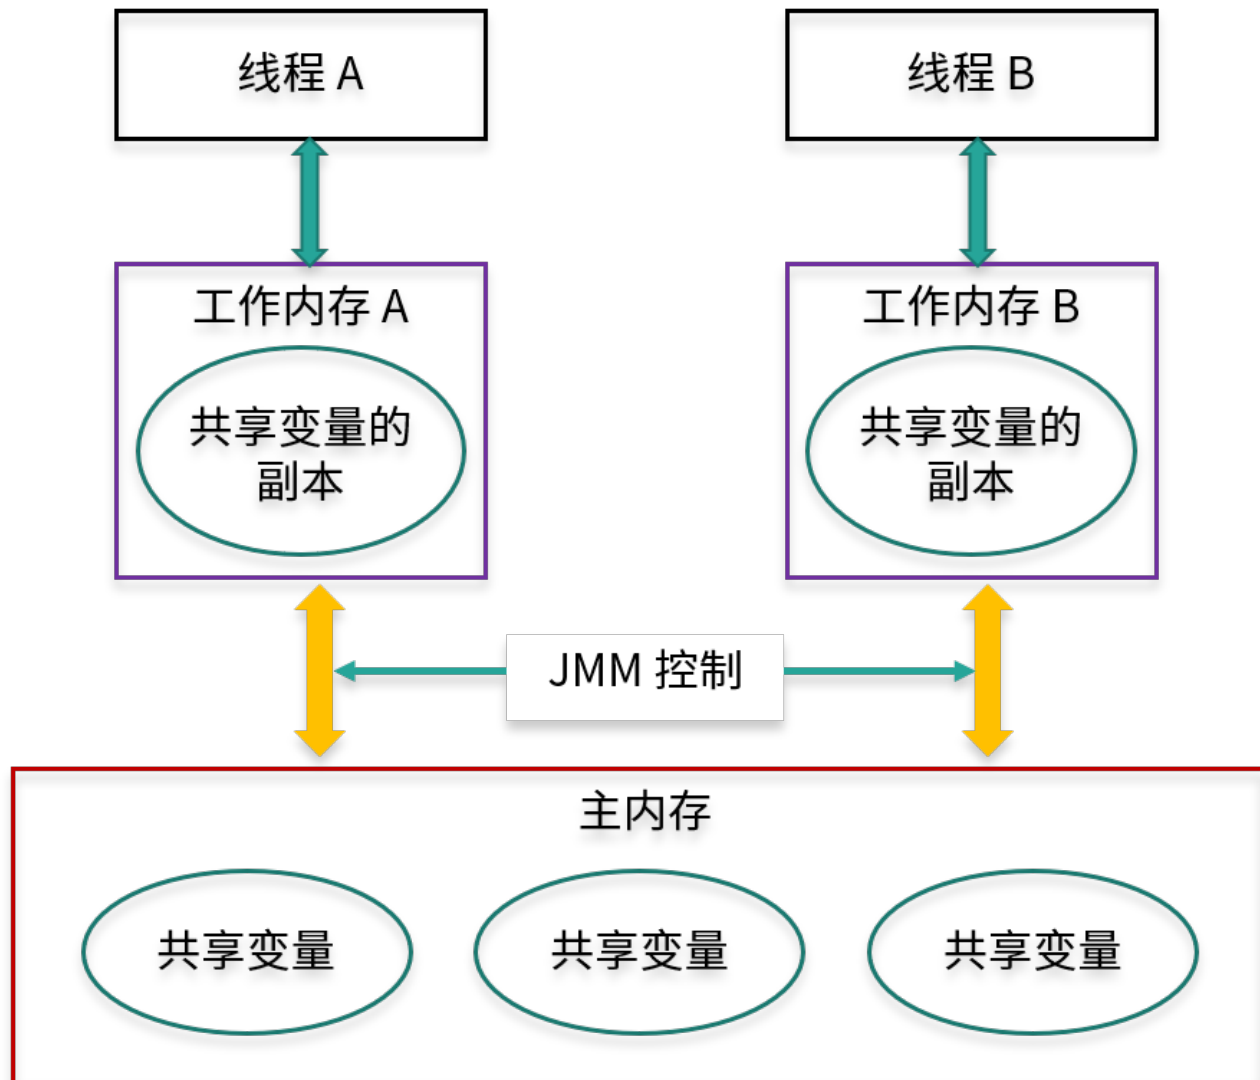 线程 A
线程 B
工作内存 A
工作内存 B
共享变量的
副本
共享变量的
副本
JMM 控制
主内存
共享变量
共享变量
共享变量